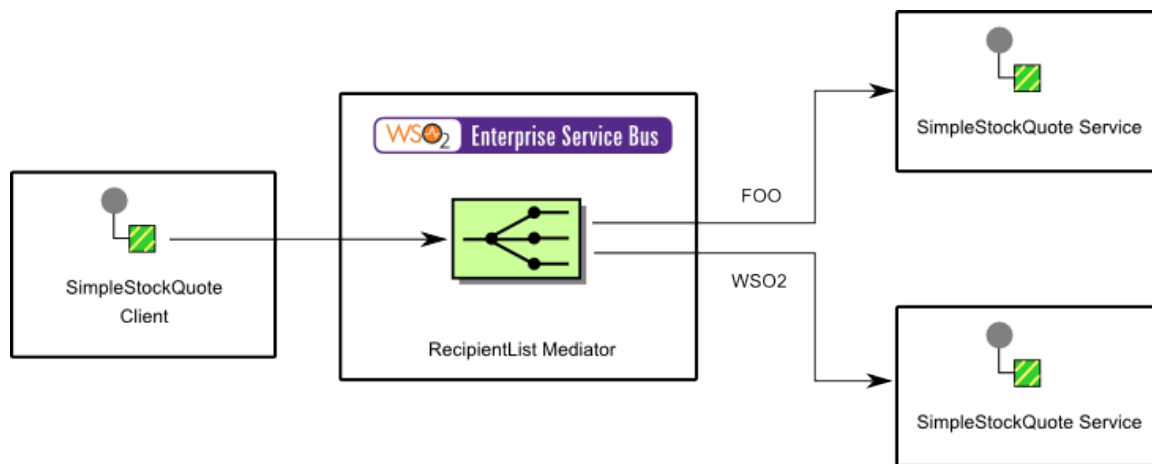 SimpleStockQuote Service
WSO2 Enterprise Service Bus
FOO
SimpleStockQuote
Client
WSO2
RecipientList Mediator
SimpleStockQuote Service